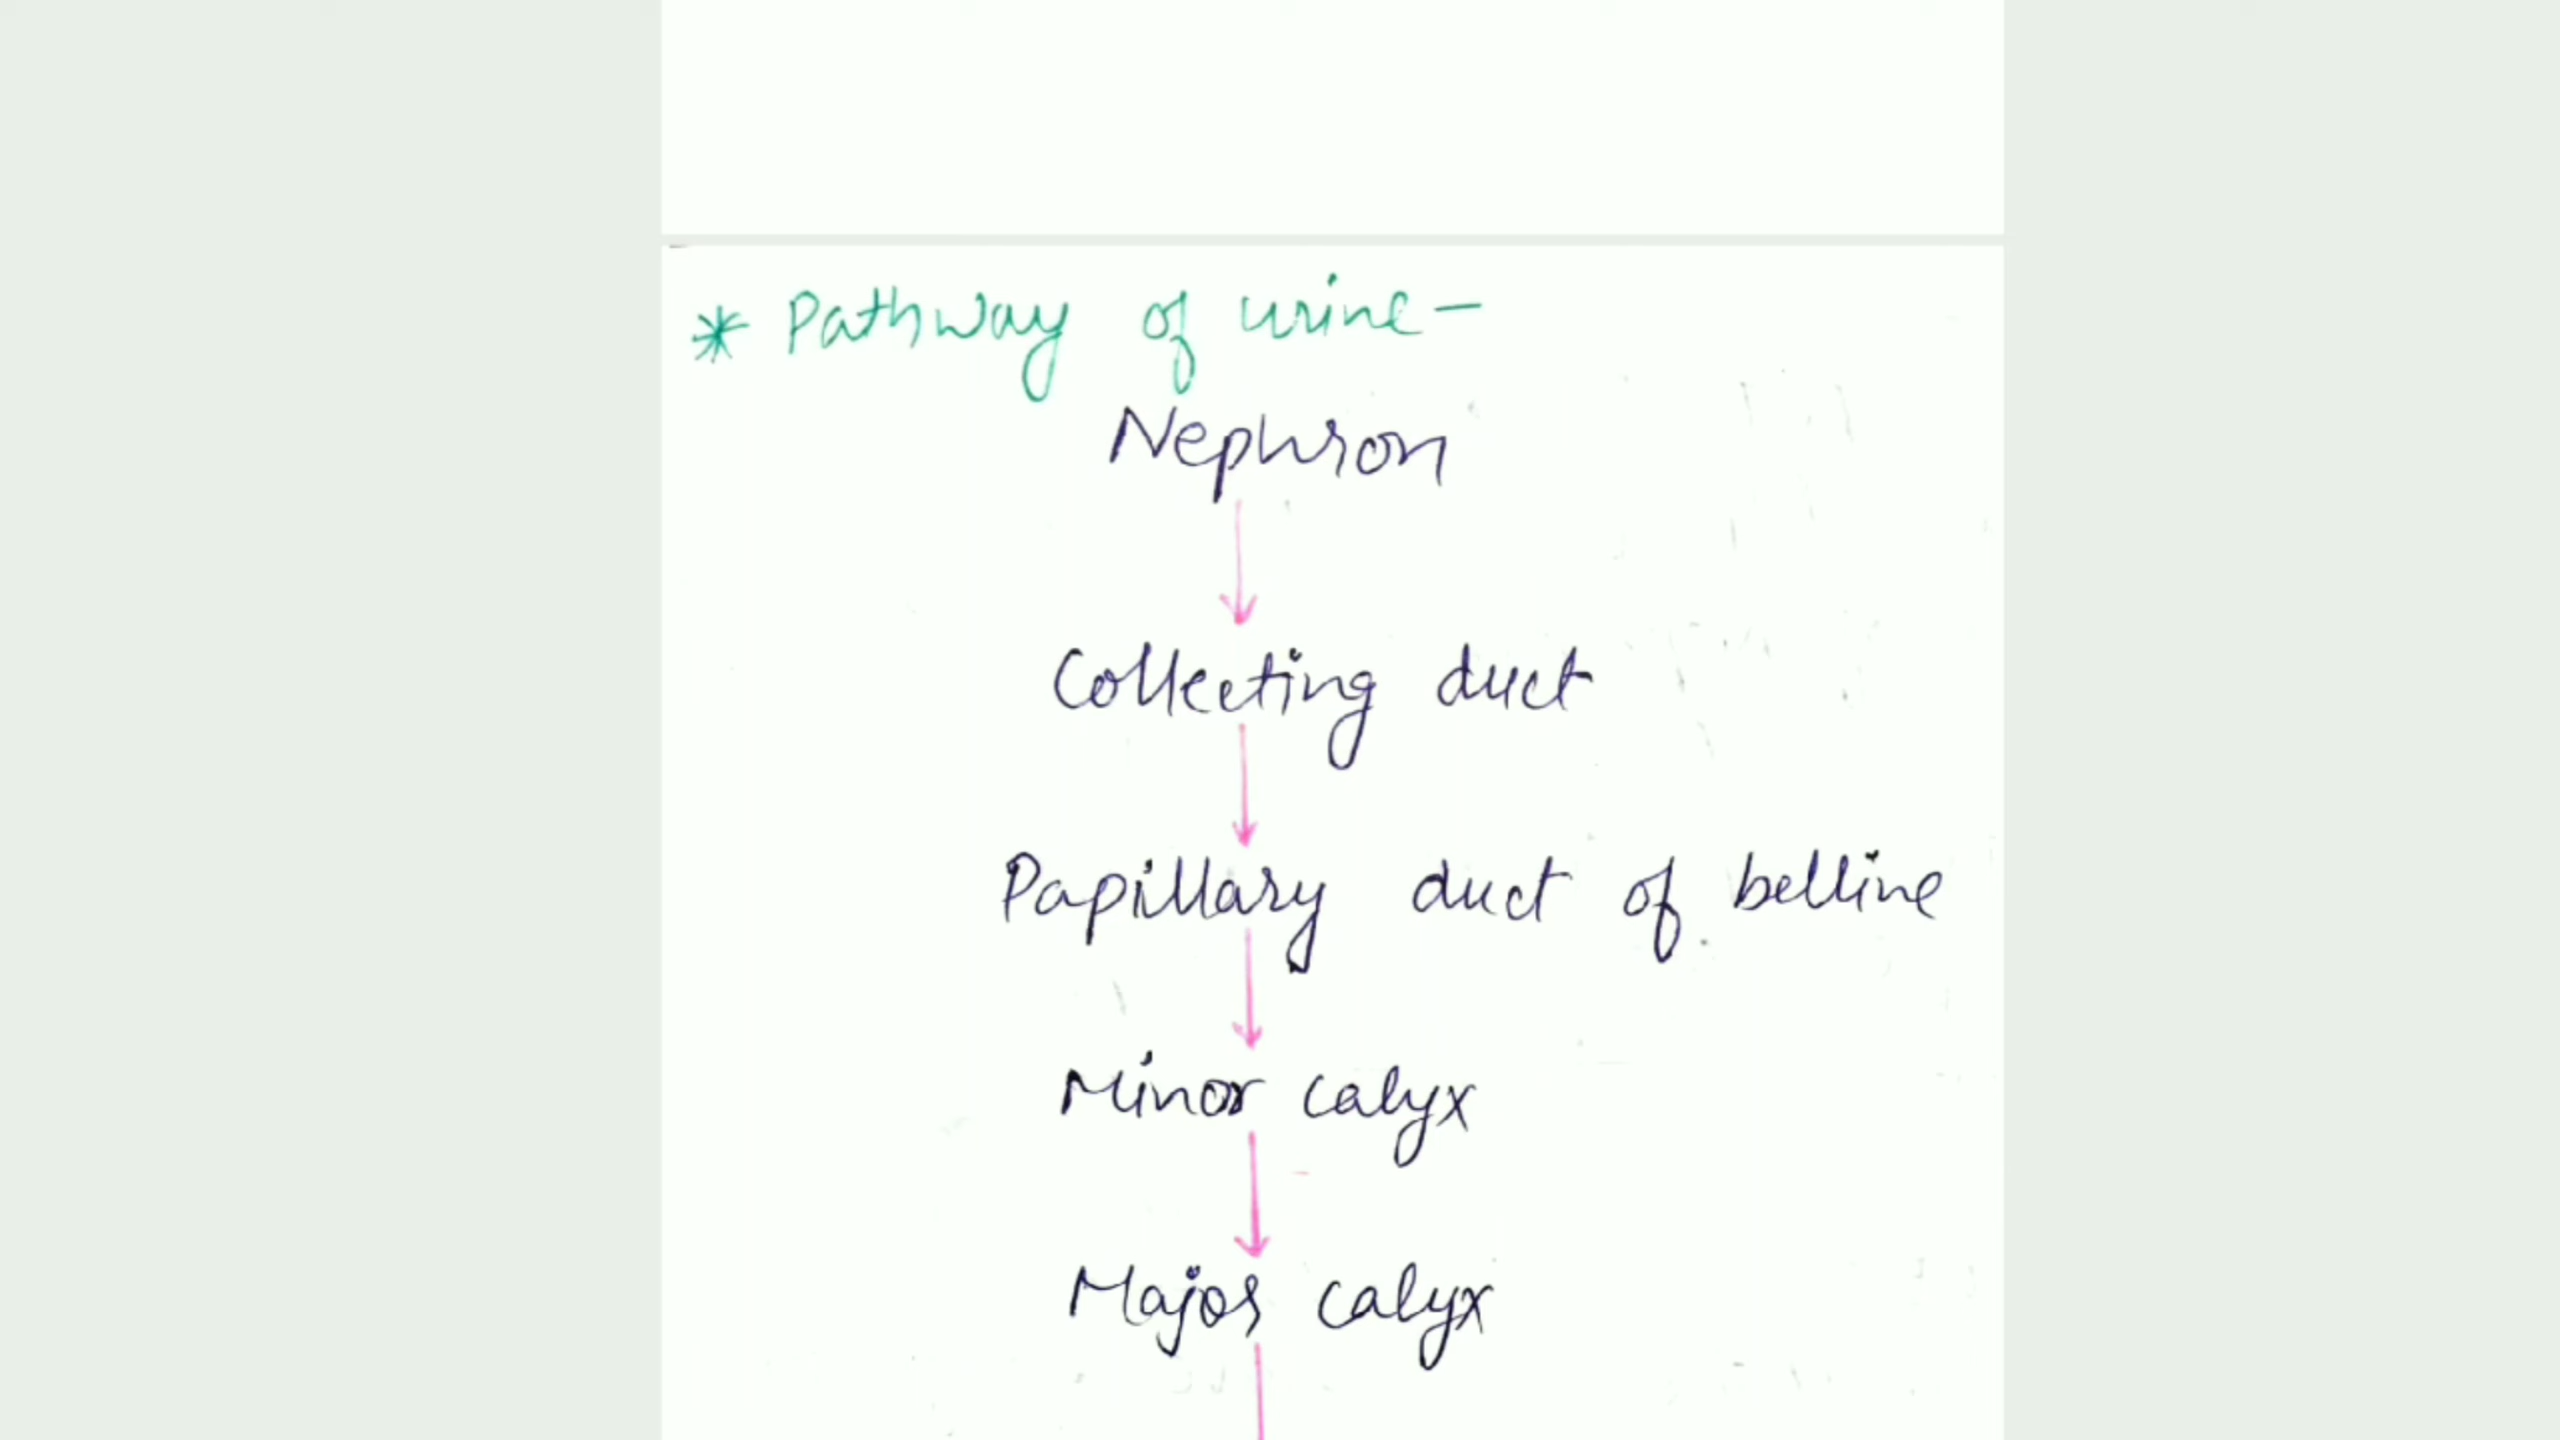 * Pathway of urine -
Nephron
Collecting duct
Papillary duct of belline
Minor calyx
Major calyx